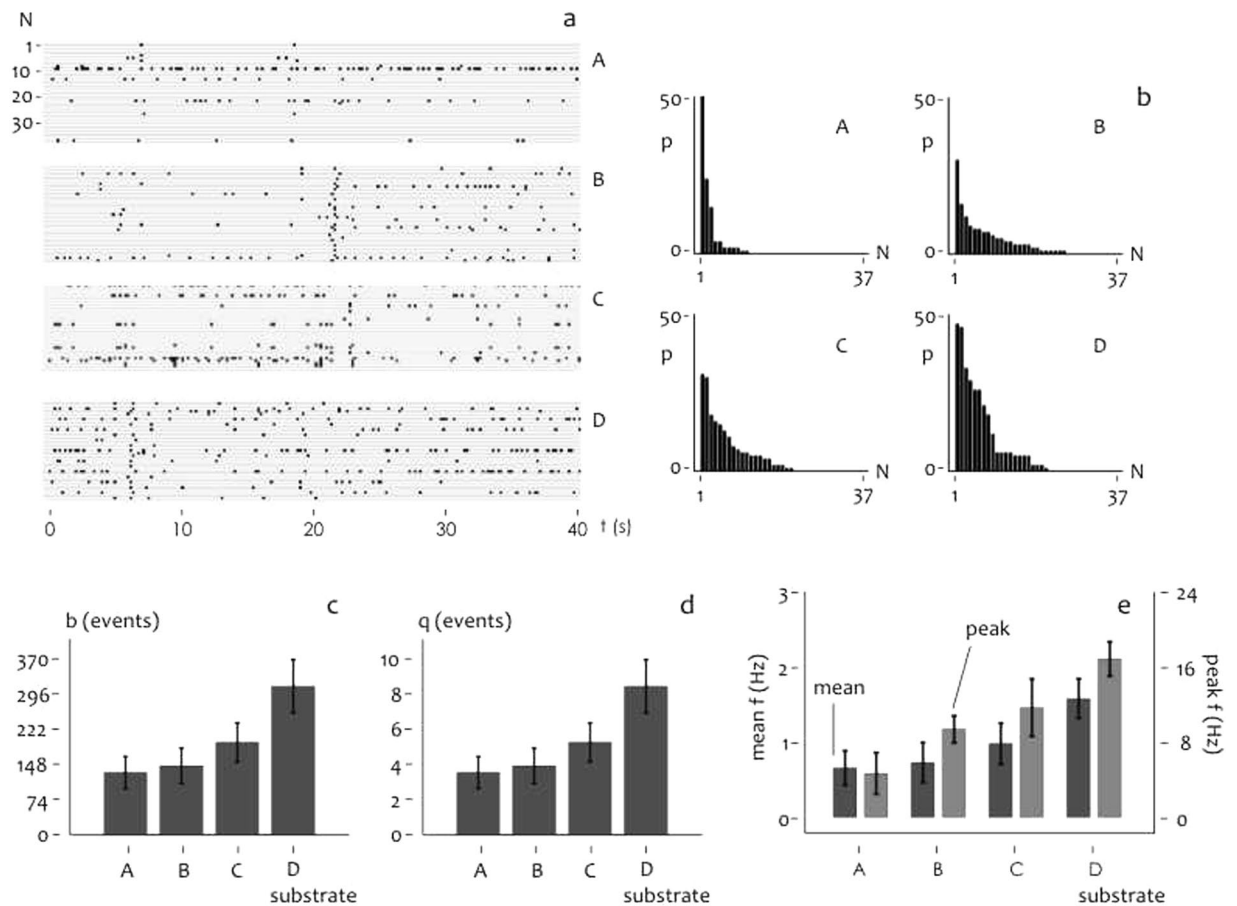 N
a
1
10
20
30
A
B
C
D
0 10 20 30 40 t (s)
b
50
p
0
A
N
1 37
50
p
0
B
N
1 37
50
p
0
C
N
1 37
50
p
0
D
N
1 37
b (events)
c
370
296
222
148
74
0
A B C D
substrate
q (events)
d
10
8
6
4
2
0
A B C D
substrate
e
3
2
1
0
mean f (Hz)
mean
peak
24
16
8
0
peak f (Hz)
A B C D
substrate